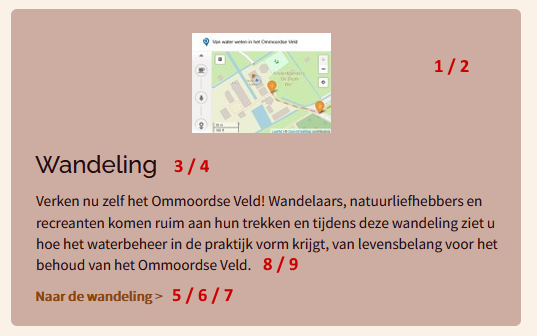 Van water weten in het Ommoordse Veld
1 / 2
Wandeling 3 / 4
Verken nu zelf het Ommoordse Veld! Wandelaars, natuurliefhebbers en
recreanten komen ruim aan hun trekken en tijdens deze wandeling ziet u
hoe het waterbeheer in de praktijk vorm krijgt, van levensbelang voor het
behoud van het Ommoordse Veld. 8 / 9
Naar de wandeling > 5 / 6 / 7